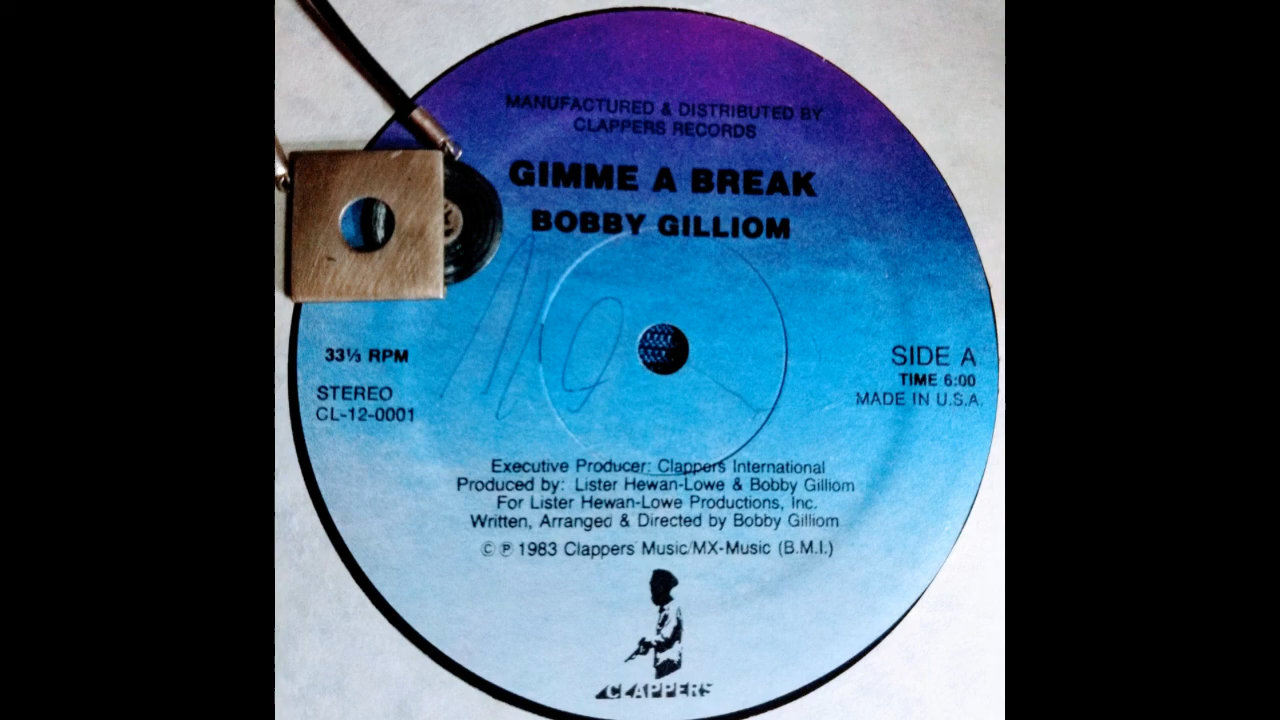 MANUFACTURED & DISTRIBUTED BY
CLAPPERS RECORDS
GIMME A BREAK
BOBBY GILLIOM
33⅓ RPM
STEREO
CL-12-0001
SIDE A
TIME 6:00
MADE IN U.S.A.
Executive Producer: Clappers International
Produced by: Lister Hewan-Lowe & Bobby Gilliom
For Lister Hewan-Lowe Productions, Inc.
Written, Arranged & Directed by Bobby Gilliom
© ℗ 1983 Clappers Music/MX-Music (B.M.I.)
CLAPPERS